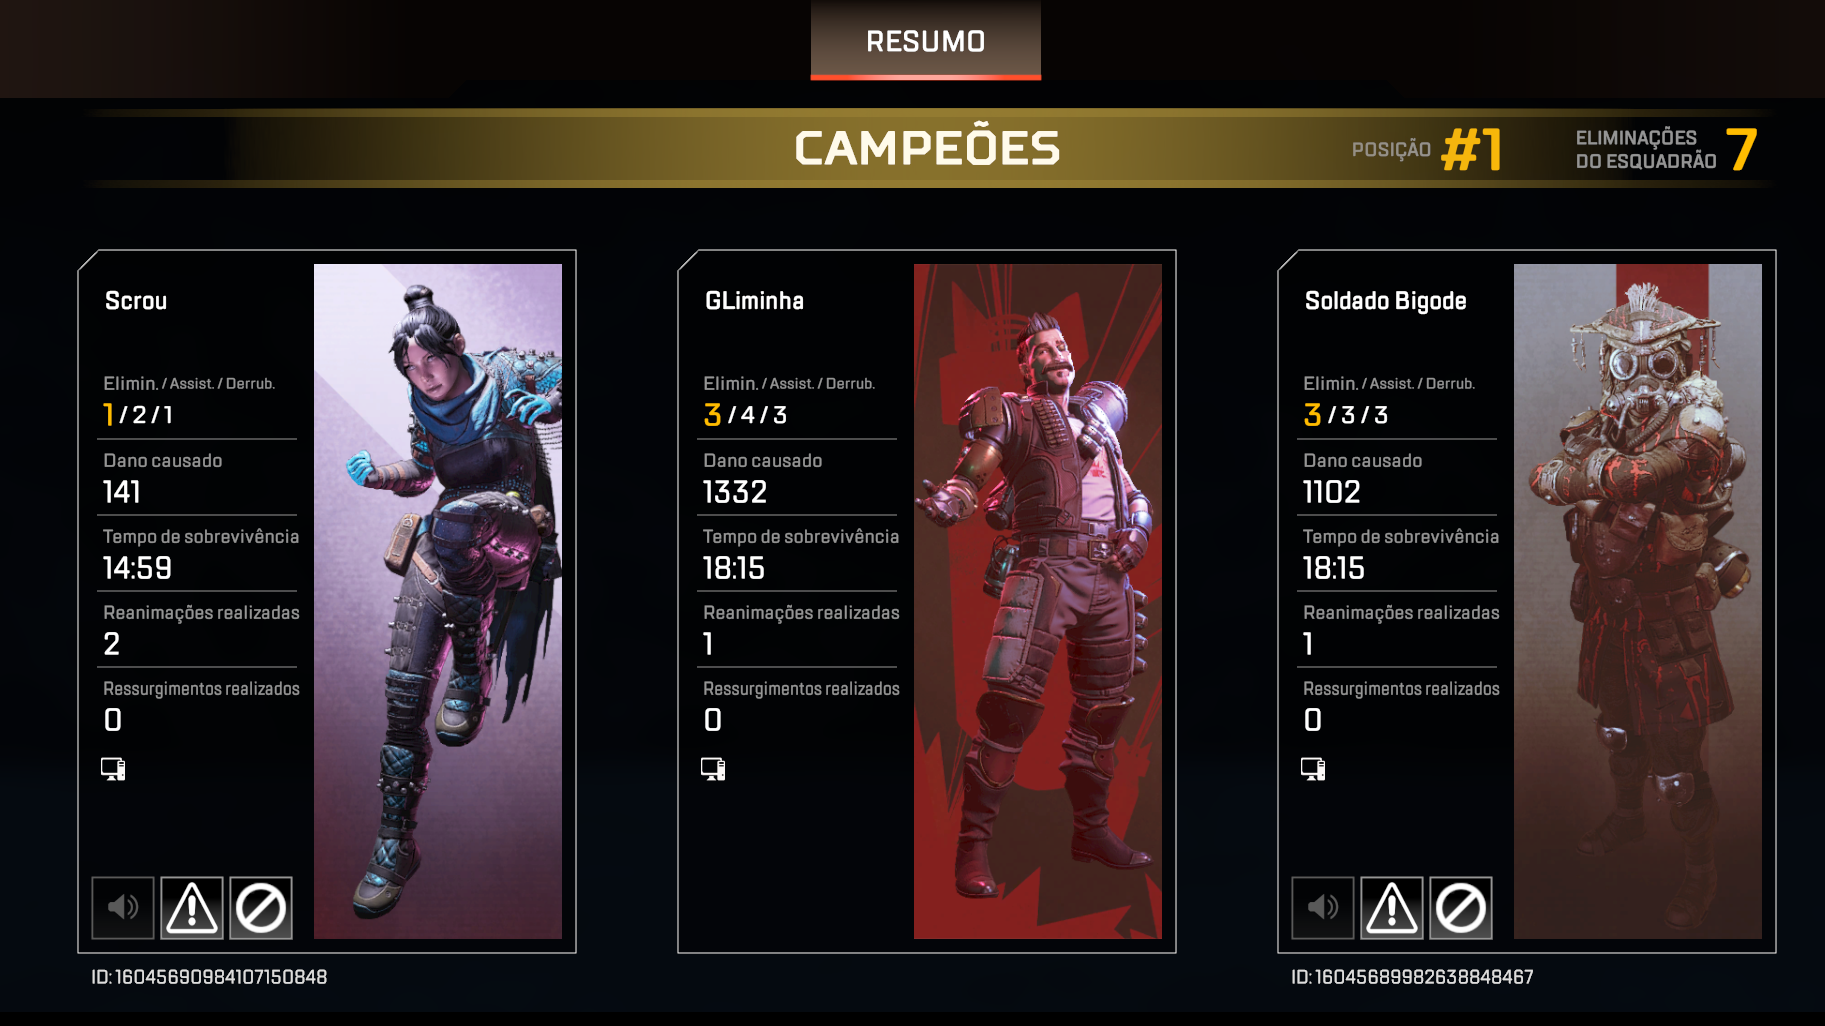 RESUMO
CAMPEÕES
POSIÇÃO #1
ELIMINAÇÕES
DO ESQUADRÃO 7
Scrou
Elimin. / Assist. / Derrub.
1 / 2 / 1
Dano causado
141
Tempo de sobrevivência
14:59
Reanimações realizadas
2
Ressurgimentos realizados
0
ID: 16045690984107150848
GLiminha
Elimin. / Assist. / Derrub.
3 / 4 / 3
Dano causado
1332
Tempo de sobrevivência
18:15
Reanimações realizadas
1
Ressurgimentos realizados
0
Soldado Bigode
Elimin. / Assist. / Derrub.
3 / 3 / 3
Dano causado
1102
Tempo de sobrevivência
18:15
Reanimações realizadas
1
Ressurgimentos realizados
0
ID: 16045689982638848467